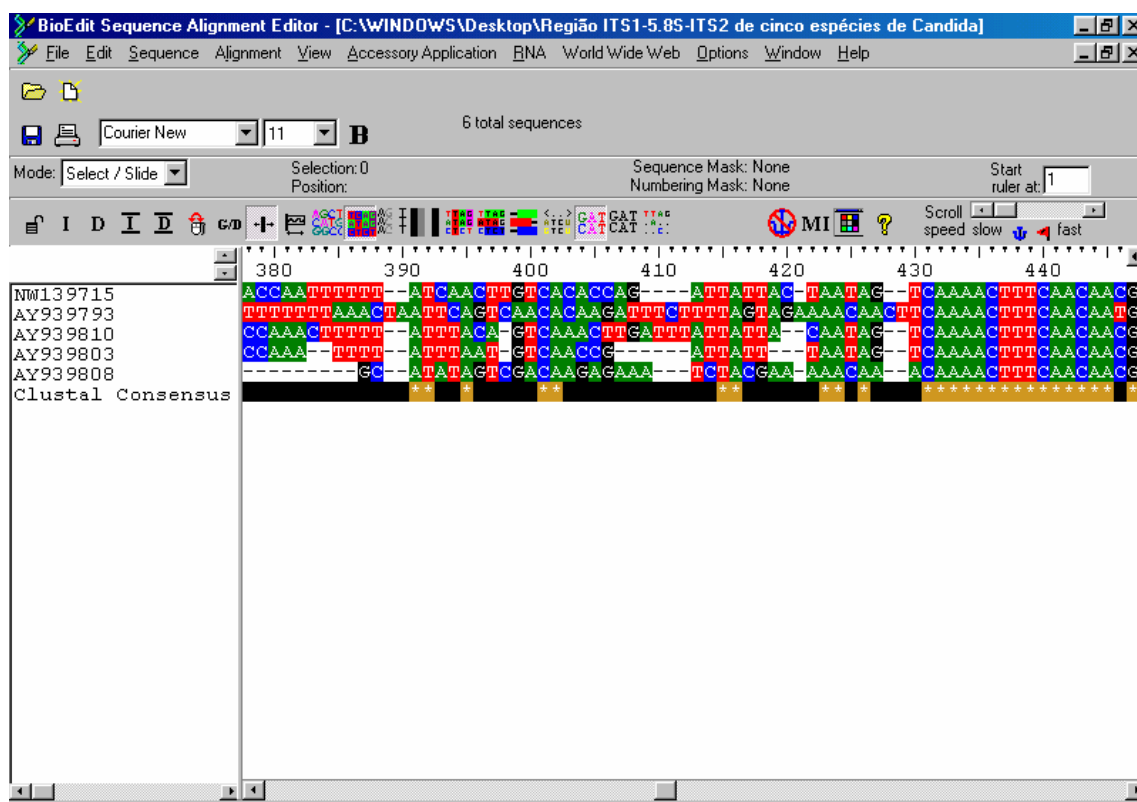 BioEdit Sequence Alignment Editor - [C:\WINDOWS\Desktop\Região ITS1-5.8S-ITS2 de cinco espécies de Candida]
File Edit Sequence Alignment View Accessory Application RNA World Wide Web Options Window Help
Courier New 11 B 6 total sequences
Mode: Select / Slide Selection: 0 Position: Sequence Mask: None Numbering Mask: None Start ruler at: 1
I D I D G/D MI Scroll speed slow fast
380 390 400 410 420 430 440
NW139715 ACCAATTTTTT--ATCAACTTGTCACACCAG----ATTATTAC-TAATAG--TCAAAACTTTCAACAACG
AY939793 TTTTTTTAAACTAATTCAGTCAACACAAGATTTCTTTTAGTAGAAAACAACTTCAAAACTTTCAACAATG
AY939810 CCAAACTTTTT--ATTTACA-GTCAAACTTGATTTATTATTA--CAATAG--TCAAAACTTTCAACAACG
AY939803 CCAAA--TTTT--ATTTAAT-GTCAACCG------ATTATT---TAATAG--TCAAAACTTTCAACAACG
AY939808 ---------GC--ATATAGTCGACAAGAGAAA---TCTACGAA-AAACAA--ACAAAACTTTCAACAACG
Clustal Consensus ** * ** ** ** * *************** *